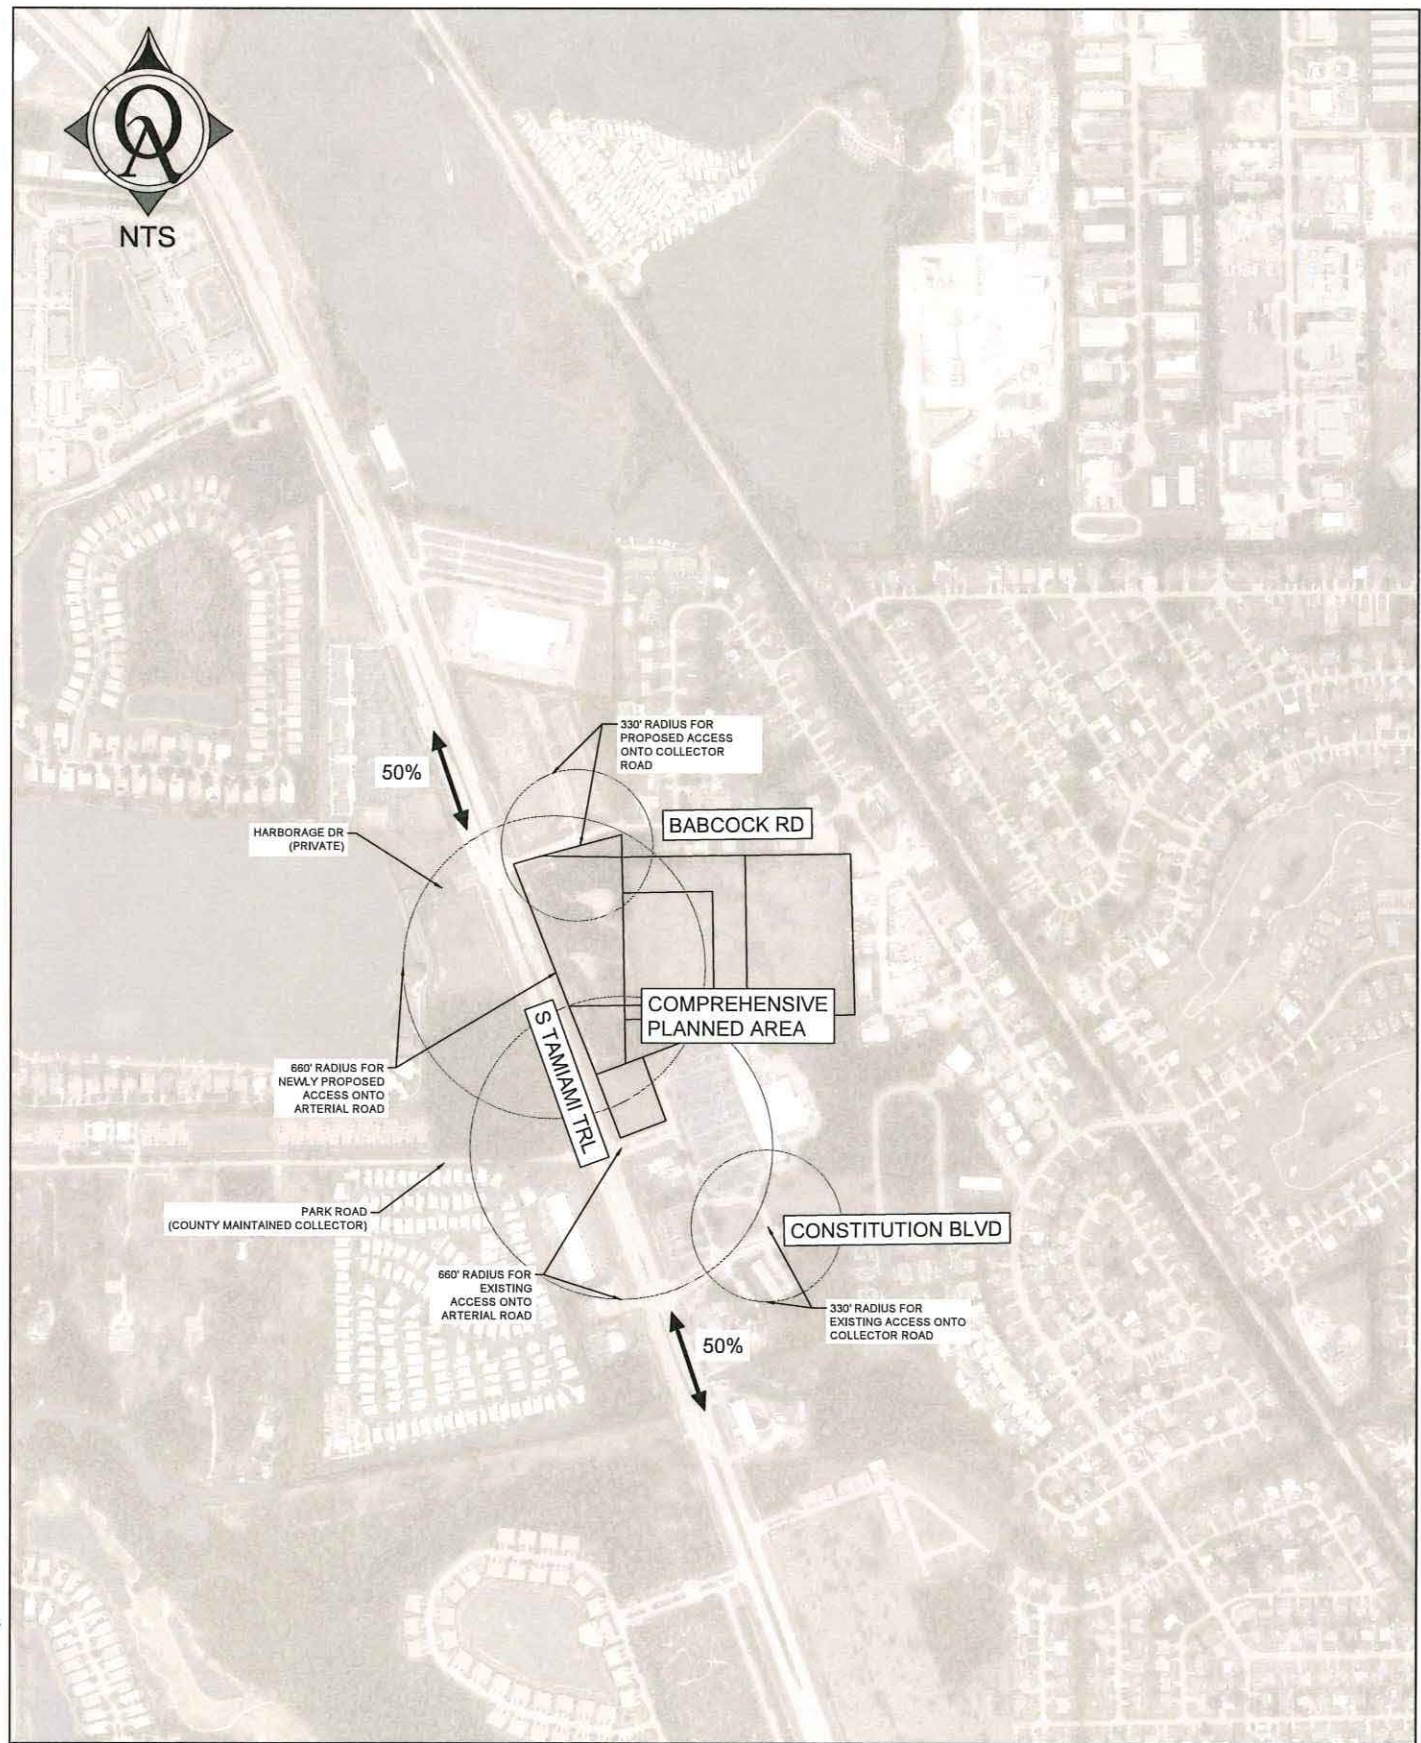 QA
NTS
330' RADIUS FOR
PROPOSED ACCESS
ONTO COLLECTOR
ROAD
50%
BABCOCK RD
HARBORAGE DR
(PRIVATE)
COMPREHENSIVE
PLANNED AREA
S TAMIAMI TRL
660' RADIUS FOR
NEWLY PROPOSED
ACCESS ONTO
ARTERIAL ROAD
PARK ROAD
(COUNTY MAINTAINED COLLECTOR)
CONSTITUTION BLVD
660' RADIUS FOR
EXISTING
ACCESS ONTO
ARTERIAL ROAD
330' RADIUS FOR
EXISTING ACCESS ONTO
COLLECTOR ROAD
50%